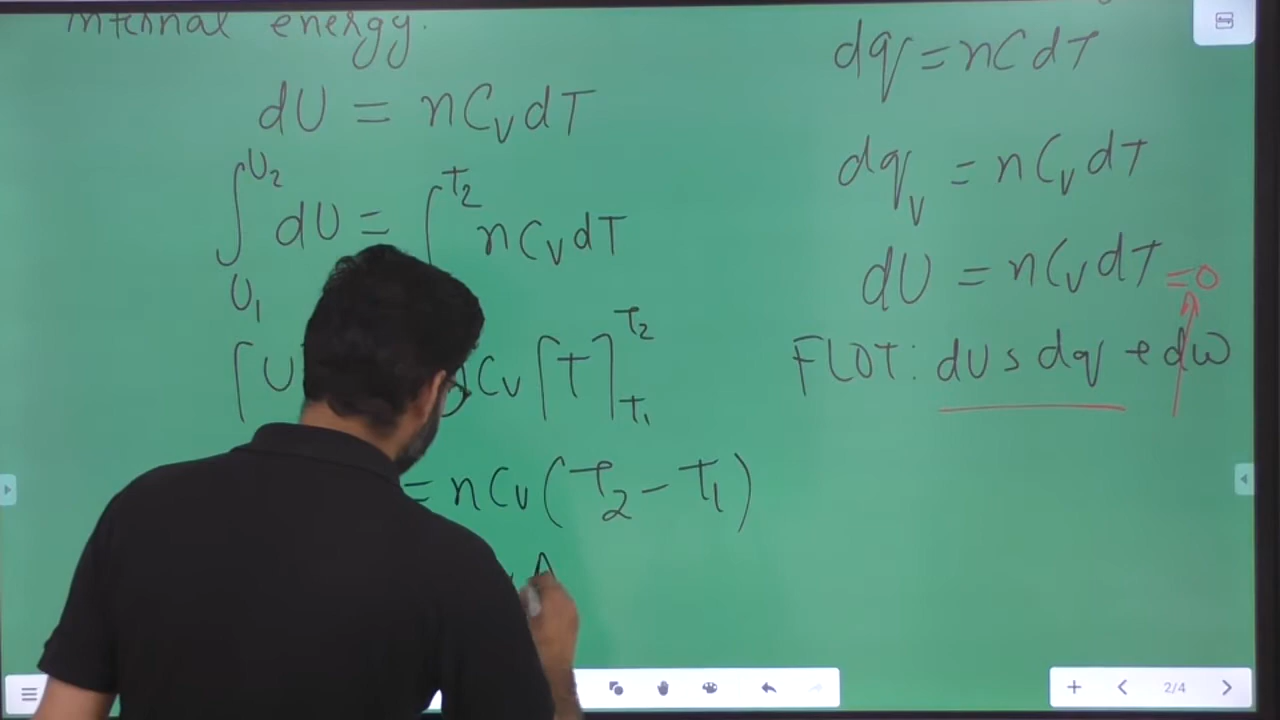 internal energy.
dU = nCvdT
∫U1U2 dU = ∫T2 nCvdT
[U Cv[T]T1T2
= nCv(T2 - T1)
dq = nCdT
dqv = nCvdT
dU = nCvdT =0
FLOT: dU s dq + dw
2/4